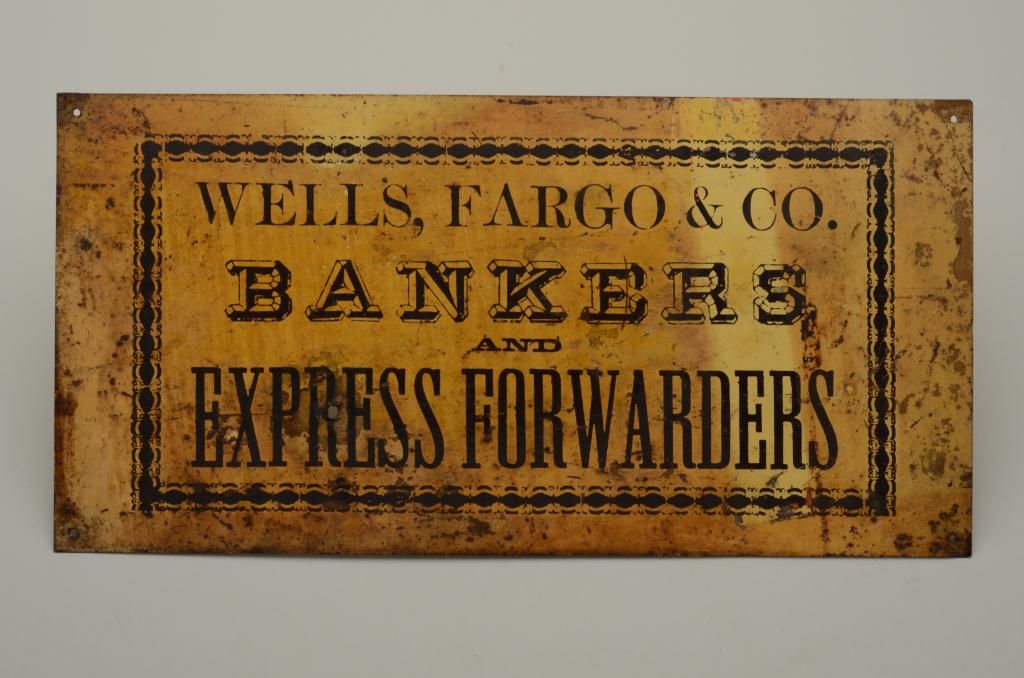 WELLS, FARGO & CO.
BANKERS
AND
EXPRESS FORWARDERS